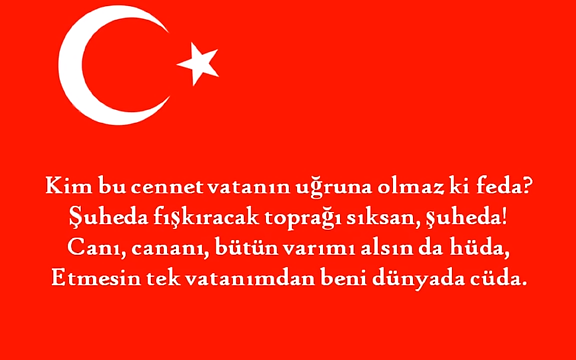 Kim bu cennet vatanın uğruna olmaz ki feda?
Şuheda fışkıracak toprağı sıksan, şuheda!
Canı, cananı, bütün varımı alsın da hüda,
Etmesin tek vatanımdan beni dünyada cüda.